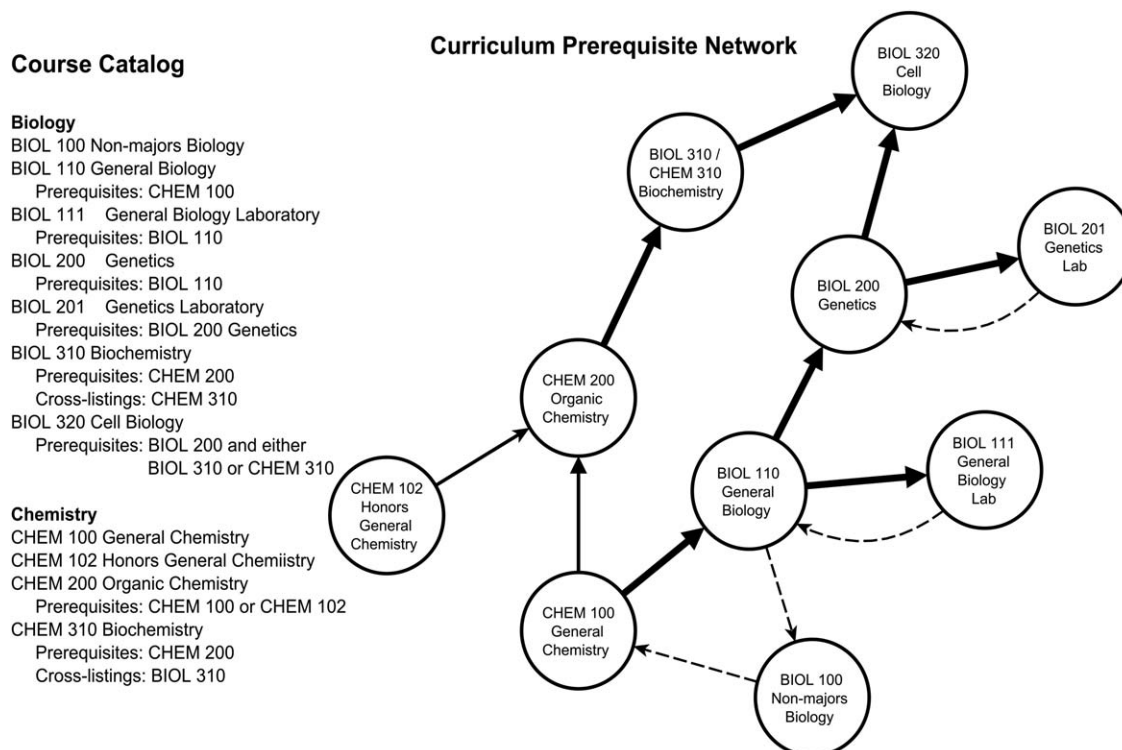 Curriculum Prerequisite Network
Course Catalog
Biology
BIOL 100 Non-majors Biology
BIOL 110 General Biology
Prerequisites: CHEM 100
BIOL 111 General Biology Laboratory
Prerequisites: BIOL 110
BIOL 200 Genetics
Prerequisites: BIOL 110
BIOL 201 Genetics Laboratory
Prerequisites: BIOL 200 Genetics
BIOL 310 Biochemistry
Prerequisites: CHEM 200
Cross-listings: CHEM 310
BIOL 320 Cell Biology
Prerequisites: BIOL 200 and either
BIOL 310 or CHEM 310
Chemistry
CHEM 100 General Chemistry
CHEM 102 Honors General Chemiistry
CHEM 200 Organic Chemistry
Prerequisites: CHEM 100 or CHEM 102
CHEM 310 Biochemistry
Prerequisites: CHEM 200
Cross-listings: BIOL 310
BIOL 320
Cell
Biology
BIOL 310 /
CHEM 310
Biochemistry
BIOL 201
Genetics
Lab
BIOL 200
Genetics
CHEM 200
Organic
Chemistry
BIOL 111
General
Biology
Lab
BIOL 110
General
Biology
CHEM 102
Honors
General
Chemistry
CHEM 100
General
Chemistry
BIOL 100
Non-majors
Biology